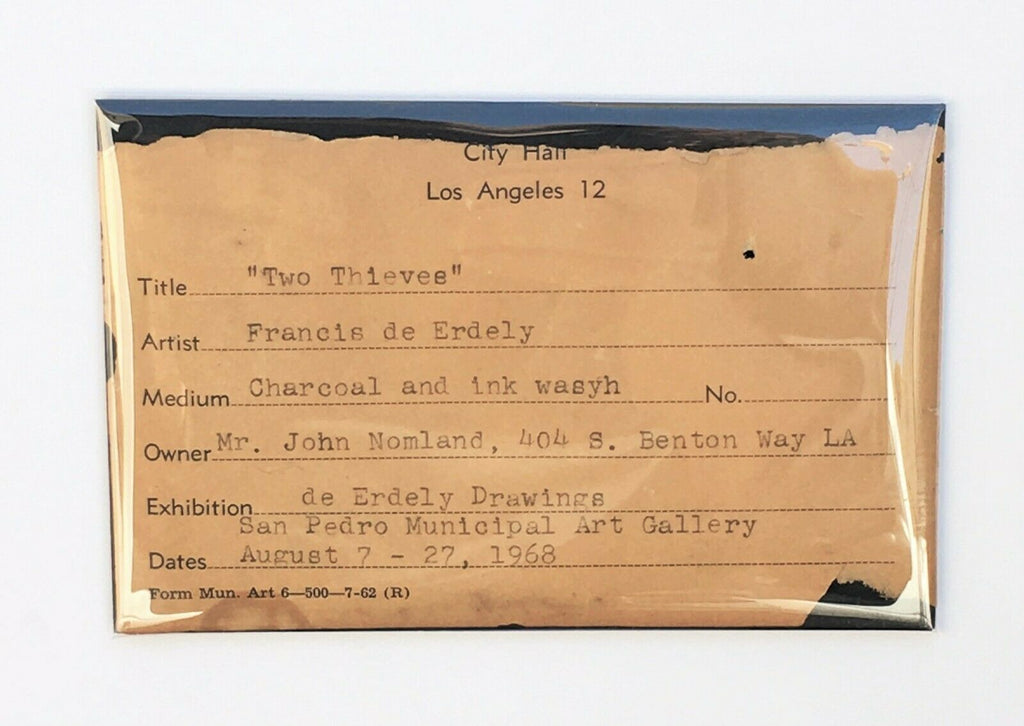 City Hall
Los Angeles 12
Title "Two Thieves"
Artist Francis de Erdely
Medium Charcoal and ink wasyh No.
Owner Mr. John Nomland, 404 S. Benton Way LA
Exhibition de Erdely Drawings
San Pedro Municipal Art Gallery
Dates August 7 - 27, 1968
Form Mun. Art 6—500—7-62 (R)